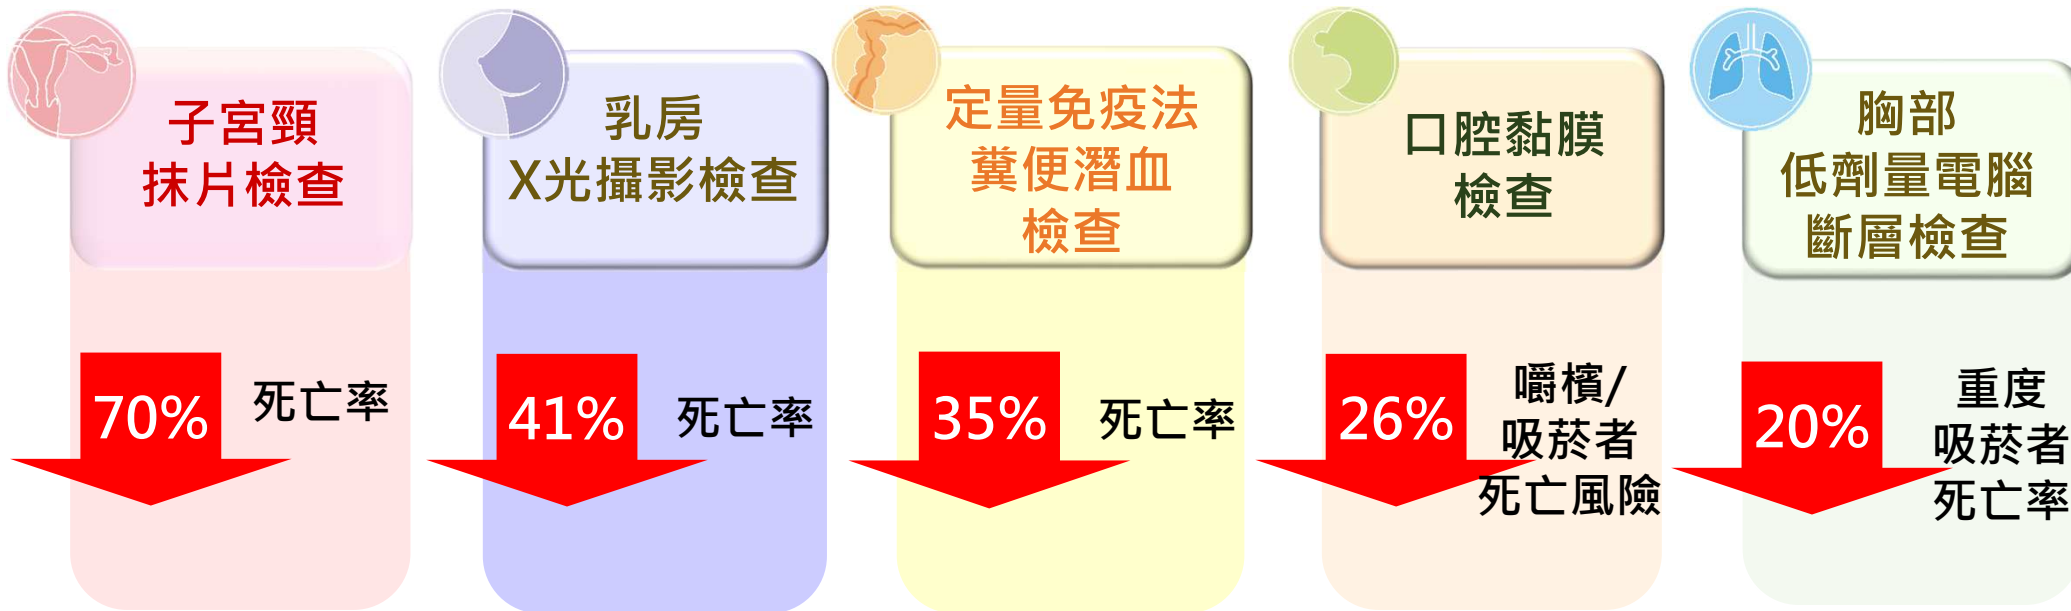 子宮頸
抹片檢查
70%
死亡率
乳房
X光攝影檢查
41%
死亡率
定量免疫法
糞便潛血
檢查
35%
死亡率
口腔黏膜
檢查
26%
嚼檳/
吸菸者
死亡風險
胸部
低劑量電腦
斷層檢查
20%
重度
吸菸者
死亡率